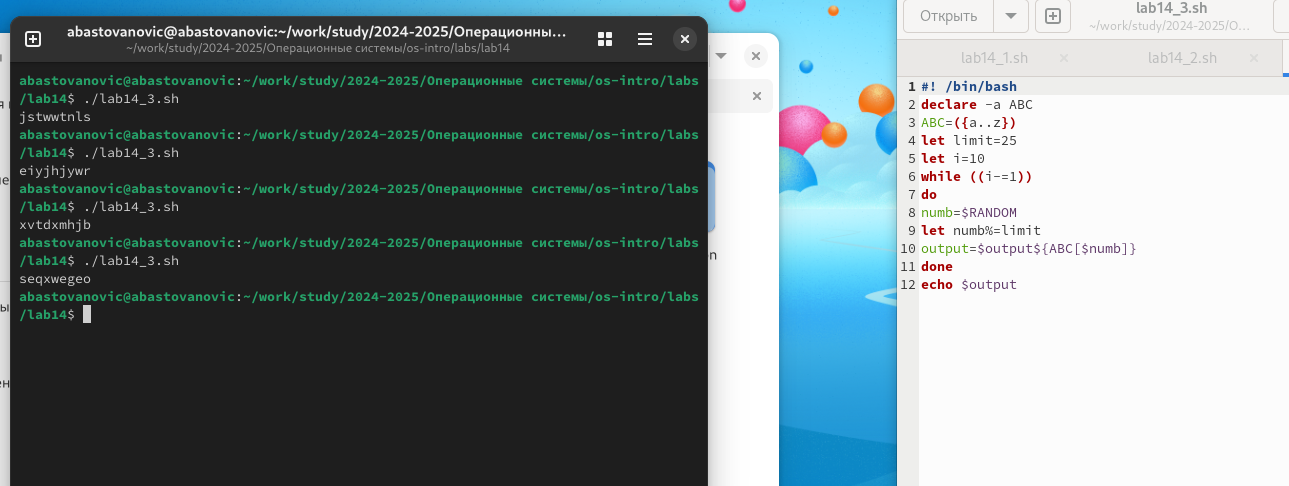 abastovanovic@abastovanovic:~/work/study/2024-2025/Операционны...
~/work/study/2024-2025/Операционные системы/os-intro/labs/lab14
abastovanovic@abastovanovic:~/work/study/2024-2025/Операционные системы/os-intro/labs
/lab14$ ./lab14_3.sh
jstwwtnls
abastovanovic@abastovanovic:~/work/study/2024-2025/Операционные системы/os-intro/labs
/lab14$ ./lab14_3.sh
eiyjhjywr
abastovanovic@abastovanovic:~/work/study/2024-2025/Операционные системы/os-intro/labs
/lab14$ ./lab14_3.sh
xvtdxmhjb
abastovanovic@abastovanovic:~/work/study/2024-2025/Операционные системы/os-intro/labs
/lab14$ ./lab14_3.sh
seqxwegeo
abastovanovic@abastovanovic:~/work/study/2024-2025/Операционные системы/os-intro/labs
/lab14$
Открыть
lab14_3.sh
~/work/study/2024-2025/О...
lab14_1.sh
lab14_2.sh
1 #! /bin/bash
2 declare -a ABC
3 ABC=({a..z})
4 let limit=25
5 let i=10
6 while ((i-=1))
7 do
8 numb=$RANDOM
9 let numb%=limit
10 output=$output${ABC[$numb]}
11 done
12 echo $output